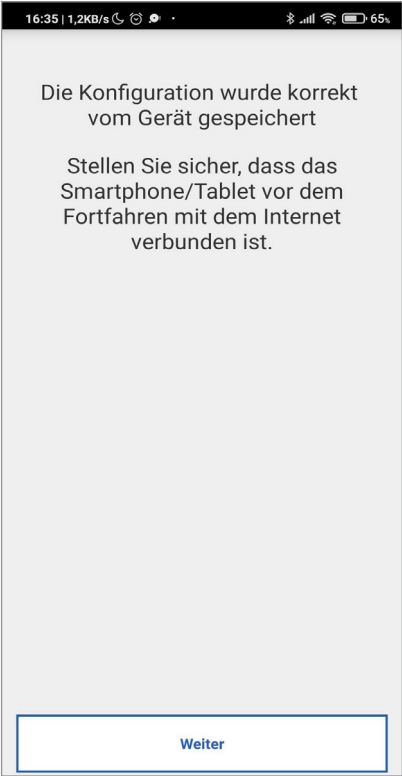 16:35 | 1,2KB/s 65%
Die Konfiguration wurde korrekt
vom Gerät gespeichert
Stellen Sie sicher, dass das
Smartphone/Tablet vor dem
Fortfahren mit dem Internet
verbunden ist.
Weiter